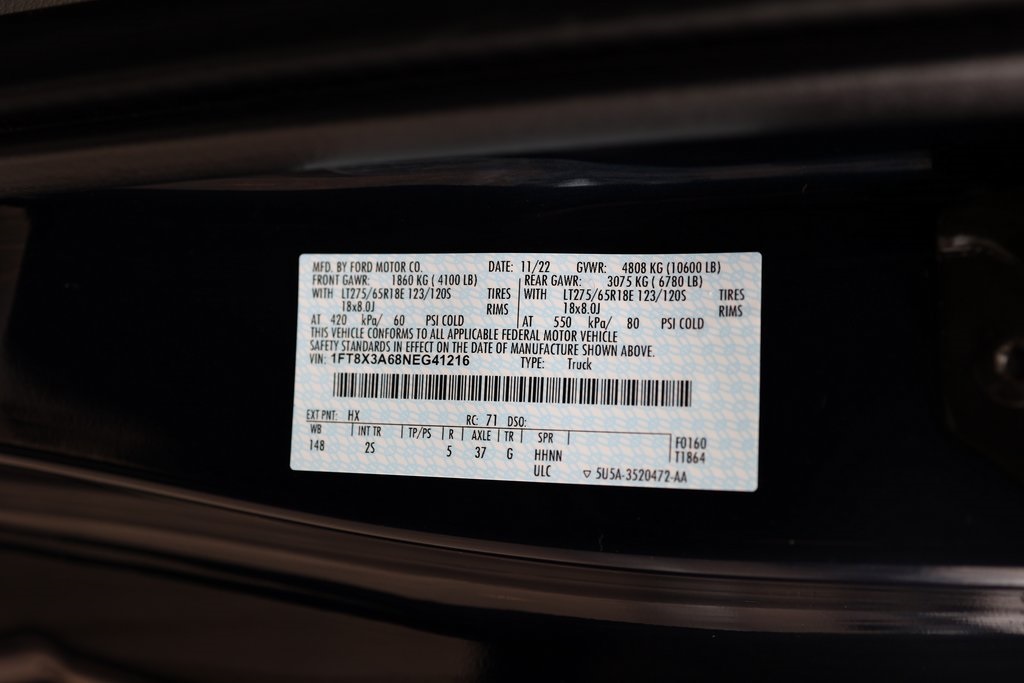 MFD. BY FORD MOTOR CO. DATE: 11/22 GVWR: 4808 KG (10600 LB)
FRONT GAWR: 1860 KG ( 4100 LB) REAR GAWR: 3075 KG ( 6780 LB)
WITH LT275/65R18E 123/120S TIRES WITH LT275/65R18E 123/120S TIRES
18x8.0J RIMS 18x8.0J RIMS
AT 420 kPa/ 60 PSI COLD AT 550 kPa/ 80 PSI COLD
THIS VEHICLE CONFORMS TO ALL APPLICABLE FEDERAL MOTOR VEHICLE
SAFETY STANDARDS IN EFFECT ON THE DATE OF MANUFACTURE SHOWN ABOVE.
VIN: 1FT8X3A68NEG41216 TYPE: Truck
EXT PNT: HX RC: 71 DSO:
WB INT TR TP/PS R AXLE TR SPR F0160
148 2S 5 37 G HHNN T1864
ULC ▽ 5U5A-3520472-AA